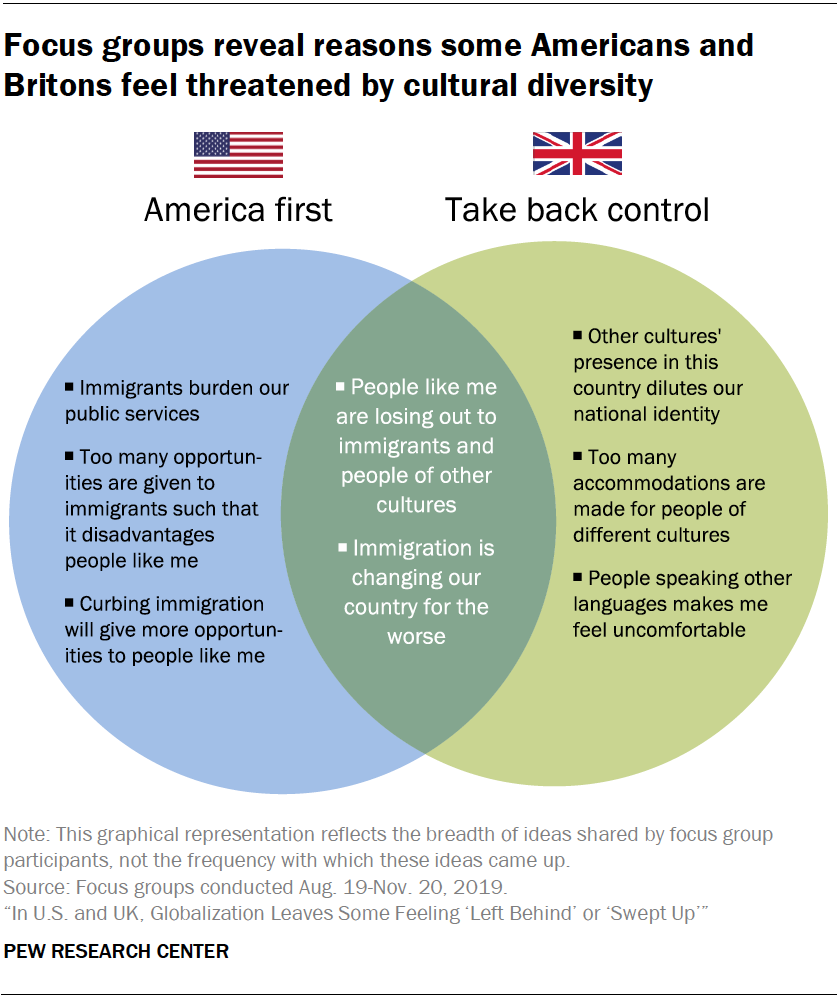 Focus groups reveal reasons some Americans and
Britons feel threatened by cultural diversity
America first
Take back control
▪ Immigrants burden our
public services
▪ Too many opportun-
ities are given to
immigrants such that
it disadvantages
people like me
▪ Curbing immigration
will give more opportun-
ities to people like me
▪ People like me
are losing out to
immigrants and
people of other
cultures
▪ Immigration is
changing our
country for the
worse
▪ Other cultures'
presence in this
country dilutes our
national identity
▪ Too many
accommodations are
made for people of
different cultures
▪ People speaking other
languages makes me
feel uncomfortable
Note: This graphical representation reflects the breadth of ideas shared by focus group
participants, not the frequency with which these ideas came up.
Source: Focus groups conducted Aug. 19-Nov. 20, 2019.
“In U.S. and UK, Globalization Leaves Some Feeling ‘Left Behind’ or ‘Swept Up’”
PEW RESEARCH CENTER